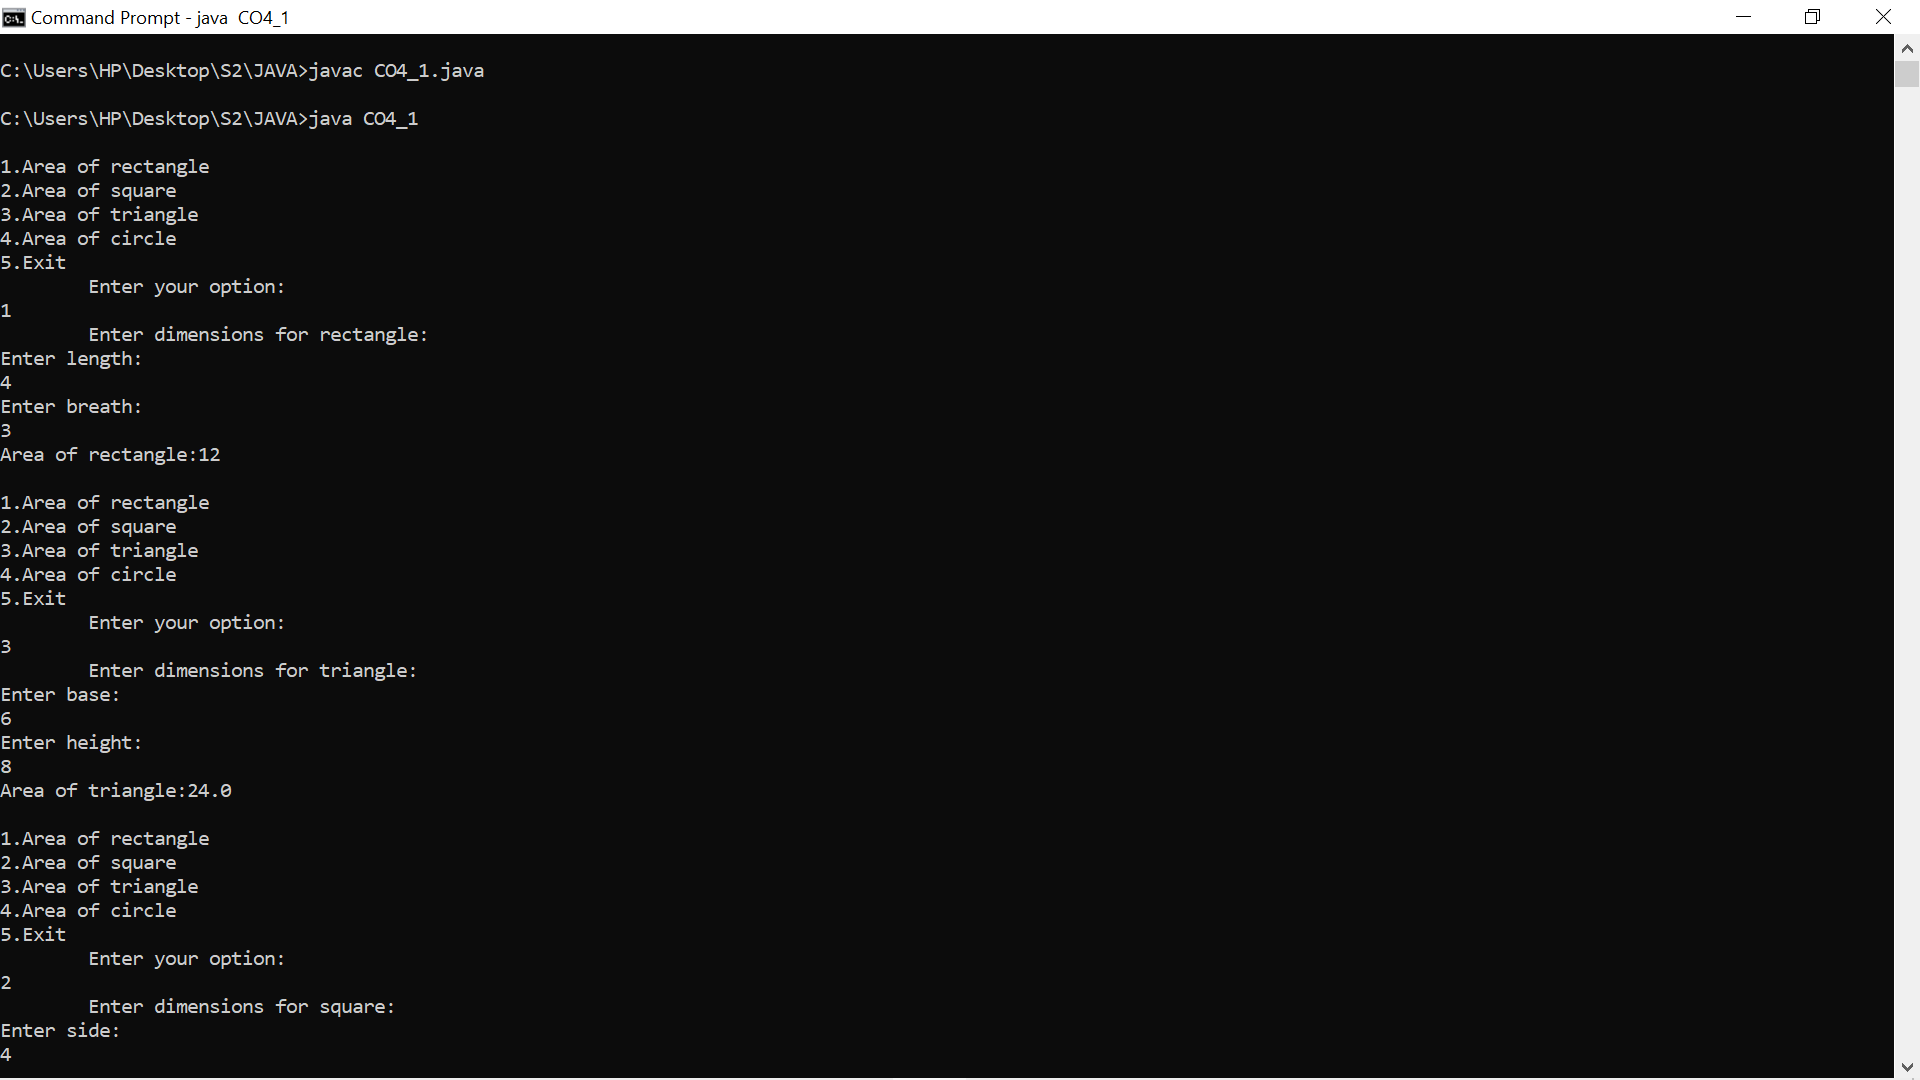 Command Prompt - java  CO4_1
C:\Users\HP\Desktop\S2\JAVA>javac CO4_1.java
C:\Users\HP\Desktop\S2\JAVA>java CO4_1
1.Area of rectangle
2.Area of square
3.Area of triangle
4.Area of circle
5.Exit
Enter your option:
1
Enter dimensions for rectangle:
Enter length:
4
Enter breath:
3
Area of rectangle:12
1.Area of rectangle
2.Area of square
3.Area of triangle
4.Area of circle
5.Exit
Enter your option:
3
Enter dimensions for triangle:
Enter base:
6
Enter height:
8
Area of triangle:24.0
1.Area of rectangle
2.Area of square
3.Area of triangle
4.Area of circle
5.Exit
Enter your option:
2
Enter dimensions for square:
Enter side:
4